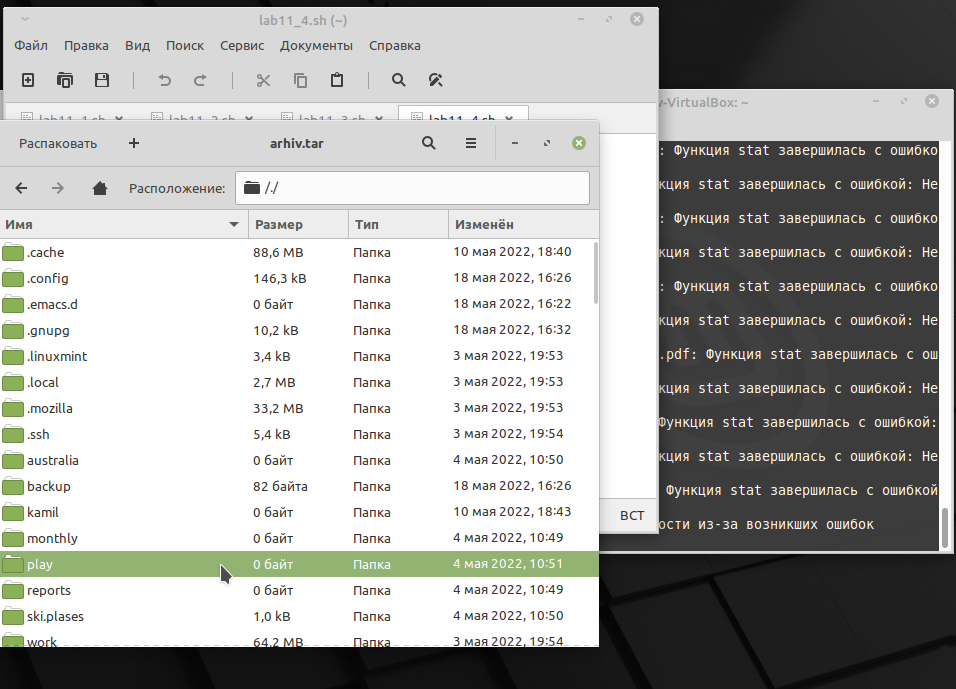 lab11_4.sh (~)
Файл Правка Вид Поиск Сервис Документы Справка
lab11_1.sh lab11_2.sh lab11_3.sh lab11_4.sh
v-VirtualBox: ~
Распаковать + arhiv.tar
Расположение: /./
Имя Размер Тип Изменён
.cache 88,6 MB Папка 10 мая 2022, 18:40
.config 146,3 kB Папка 18 мая 2022, 16:26
.emacs.d 0 байт Папка 18 мая 2022, 16:22
.gnupg 10,2 kB Папка 18 мая 2022, 16:32
.linuxmint 3,4 kB Папка 3 мая 2022, 19:53
.local 2,7 MB Папка 3 мая 2022, 19:53
.mozilla 33,2 MB Папка 3 мая 2022, 19:53
.ssh 5,4 kB Папка 3 мая 2022, 19:54
australia 0 байт Папка 4 мая 2022, 10:50
backup 82 байта Папка 18 мая 2022, 16:26
kamil 0 байт Папка 10 мая 2022, 18:43
monthly 0 байт Папка 4 мая 2022, 10:49
play 0 байт Папка 4 мая 2022, 10:51
reports 0 байт Папка 4 мая 2022, 10:49
ski.plases 1,0 kB Папка 4 мая 2022, 10:50
work 64,2 MB Папка 3 мая 2022, 19:54
ВСТ
: Функция stat завершилась с ошибко
кция stat завершилась с ошибкой: Не
: Функция stat завершилась с ошибко
кция stat завершилась с ошибкой: Не
: Функция stat завершилась с ошибко
кция stat завершилась с ошибкой: Не
.pdf: Функция stat завершилась с ош
кция stat завершилась с ошибкой: Не
Функция stat завершилась с ошибкой:
кция stat завершилась с ошибкой: Не
Функция stat завершилась с ошибкой
ости из-за возникших ошибок